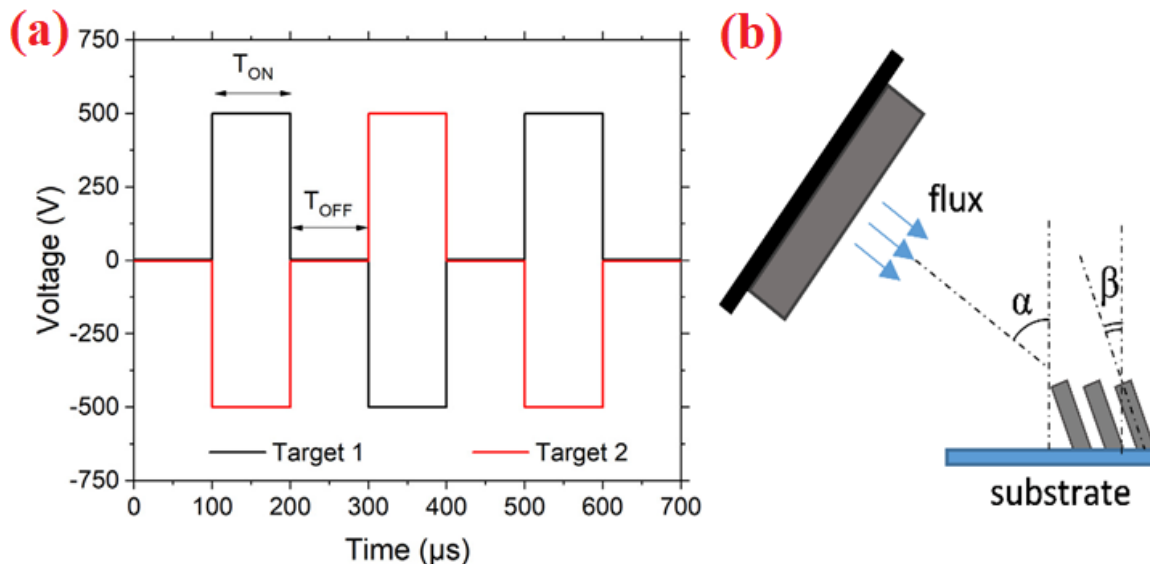 (a)
750
500
250
0
-250
-500
-750
Voltage (V)
T_ON
T_OFF
Target 1
Target 2
0 100 200 300 400 500 600 700
Time (µs)
(b)
flux
α
β
substrate